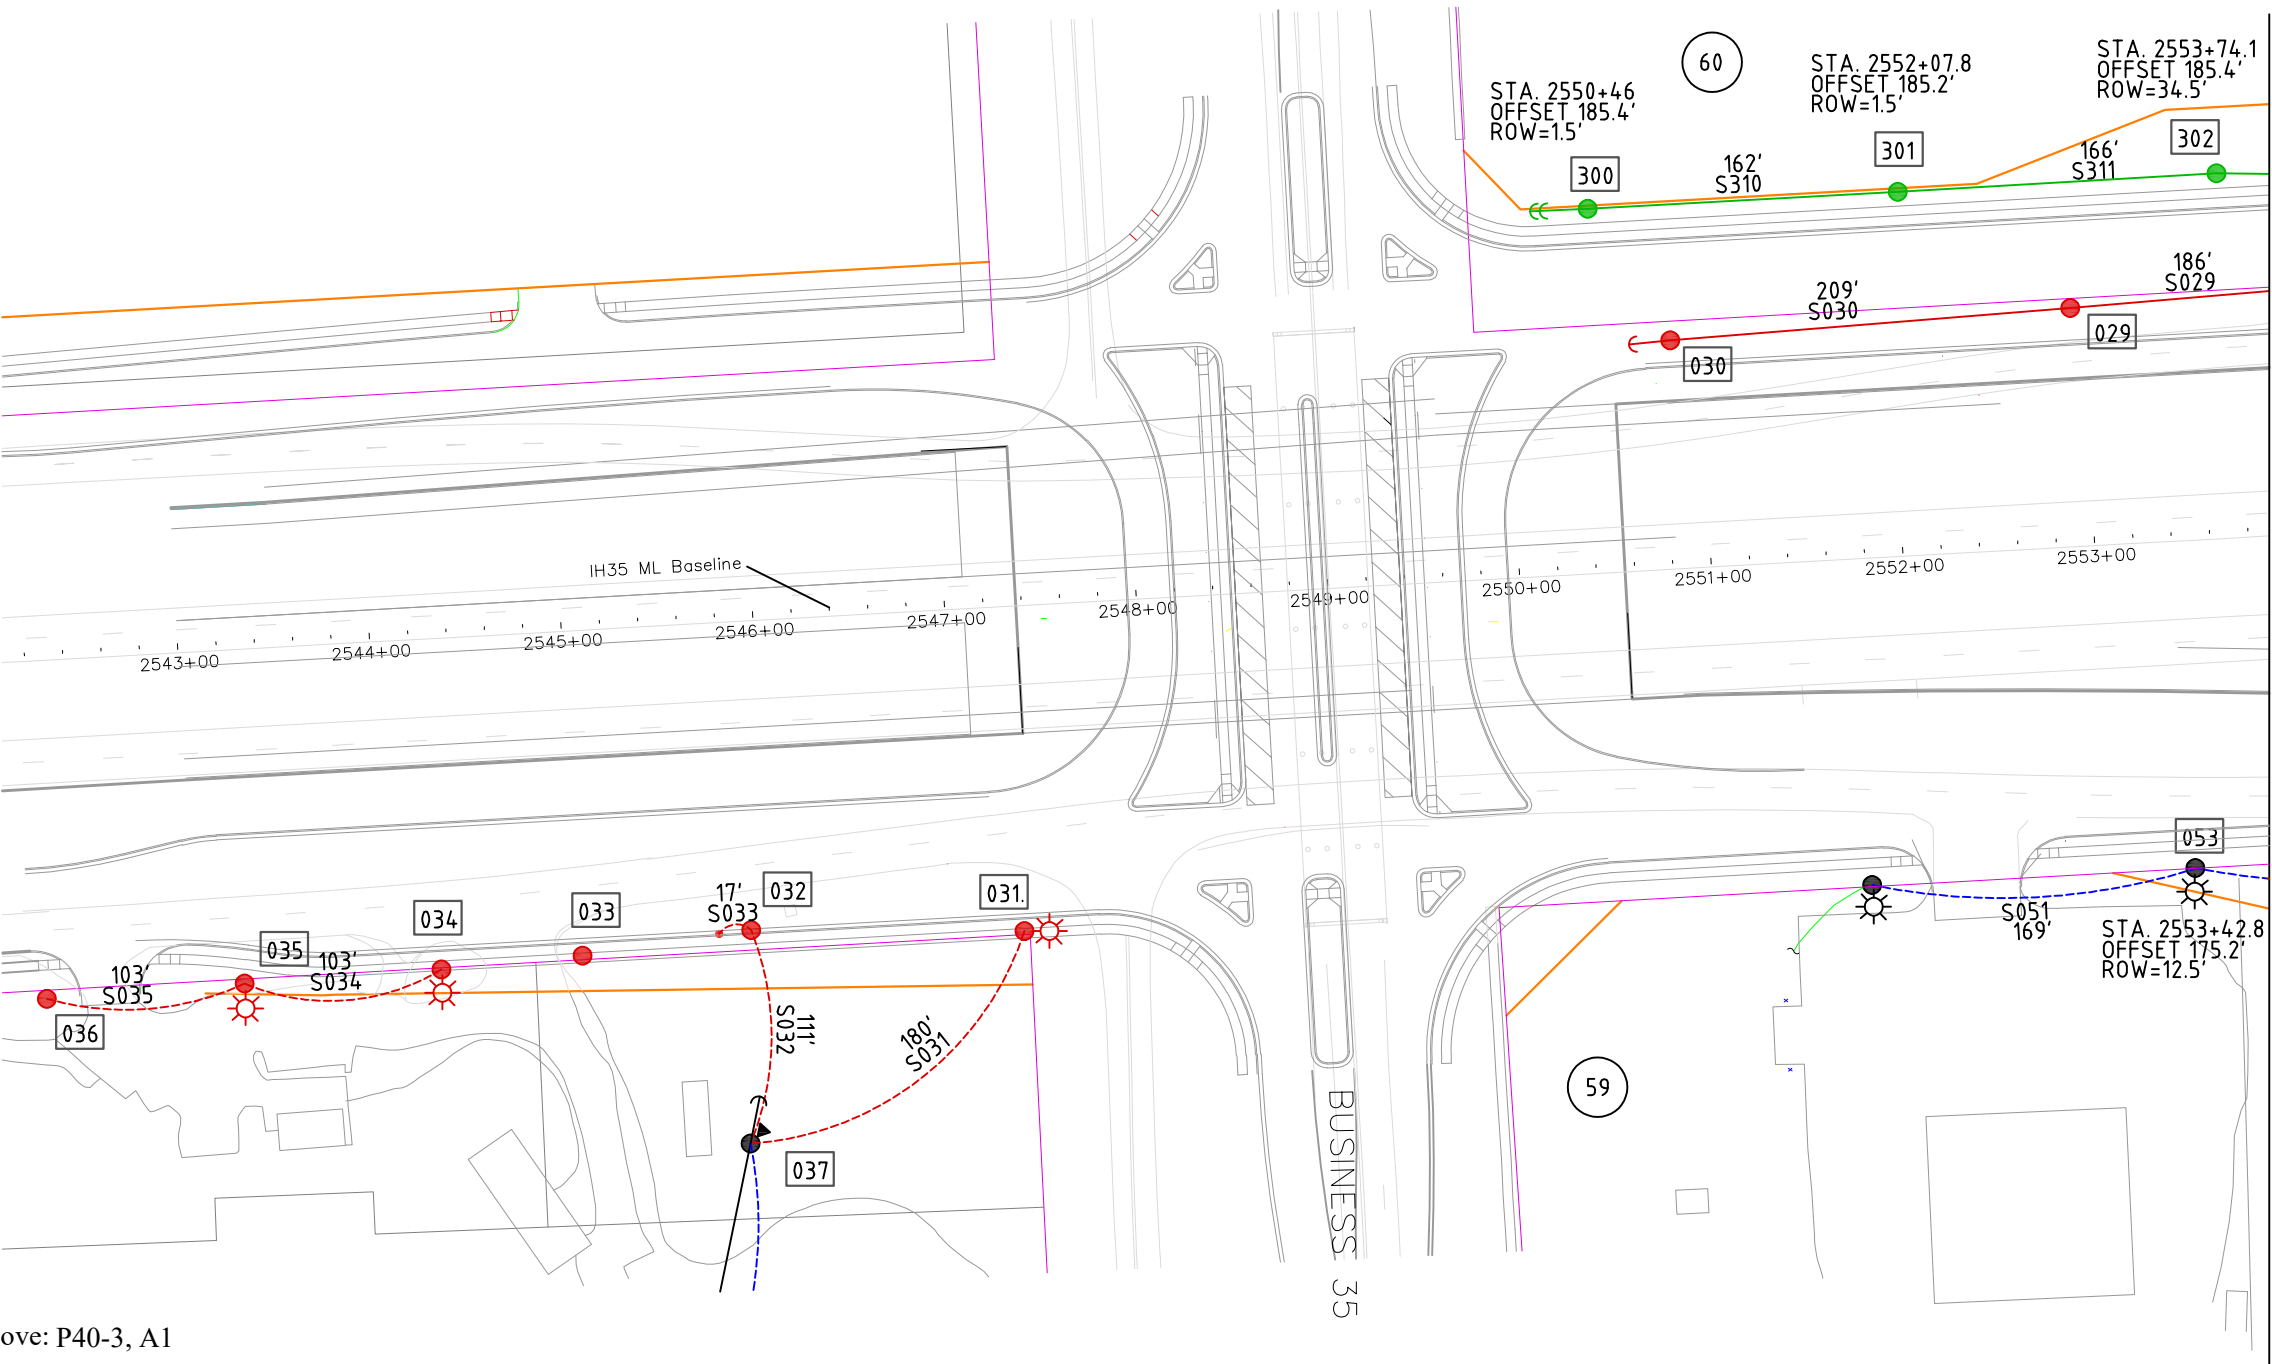 60
STA. 2550+46
OFFSET 185.4'
ROW=1.5'
STA. 2552+07.8
OFFSET 185.2'
ROW=1.5'
STA. 2553+74.1
OFFSET 185.4'
ROW=34.5'
300
162'
S310
301
166'
S311
302
209'
S030
186'
S029
030
029
IH35 ML Baseline
2543+00
2544+00
2545+00
2546+00
2547+00
2548+00
2549+00
2550+00
2551+00
2552+00
2553+00
036
103'
S035
035
103'
S034
034
033
17'
S033
032
031.
111'
S032
180'
S031
037
053
S051
169'
STA. 2553+42.8
OFFSET 175.2'
ROW=12.5'
59
BUSINESS 35
ove: P40-3, A1